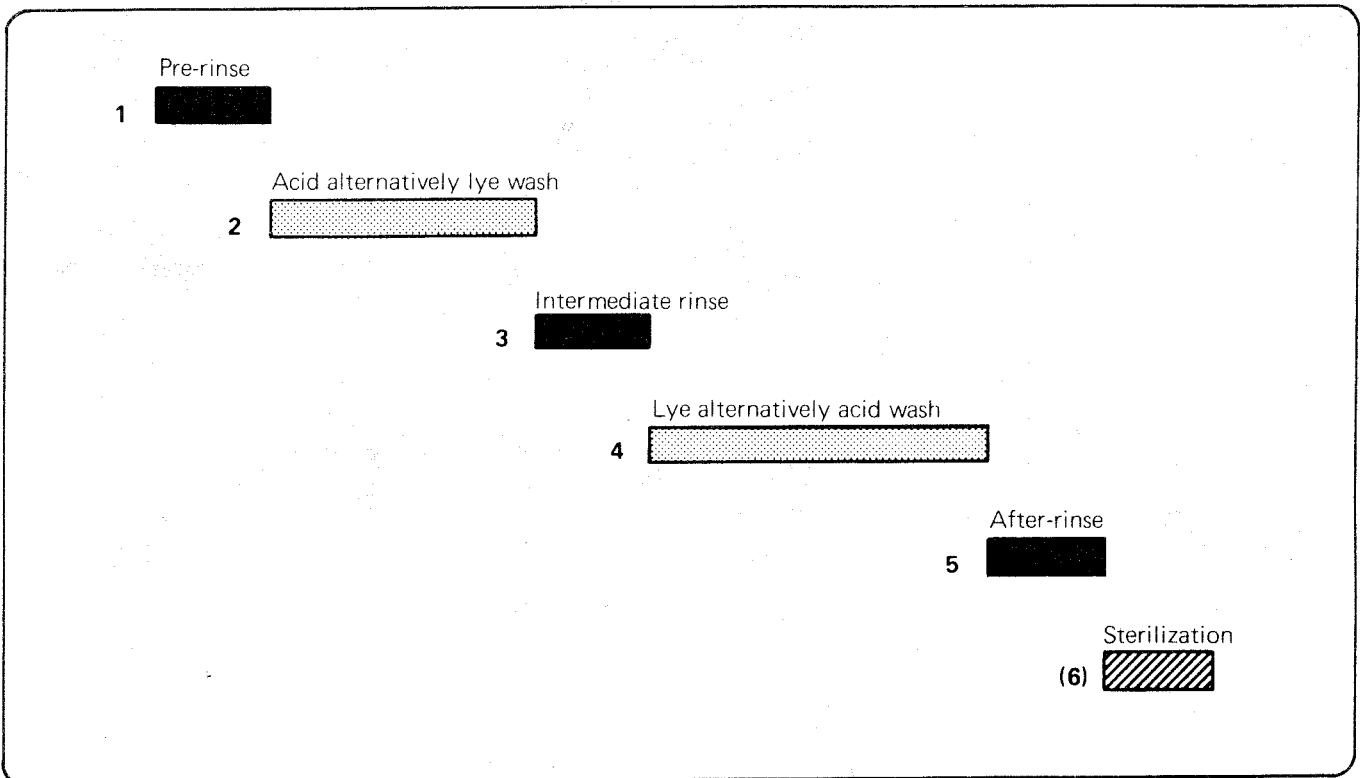 Pre-rinse
1
Acid alternatively lye wash
2
Intermediate rinse
3
Lye alternatively acid wash
4
After-rinse
5
Sterilization
(6)